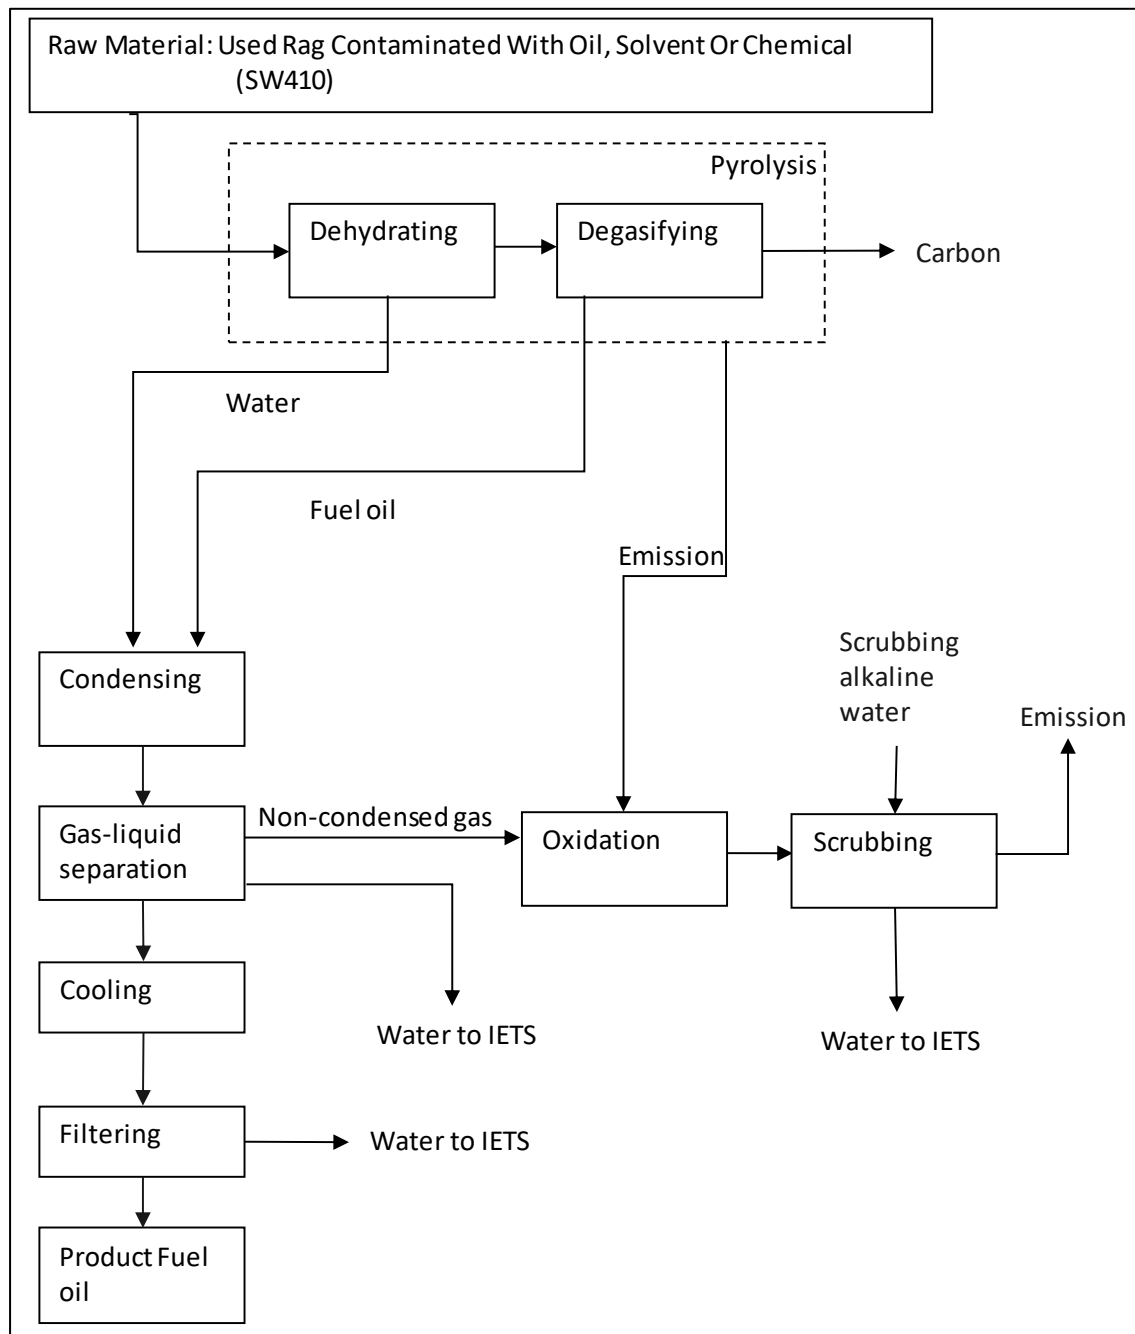 Raw Material: Used Rag Contaminated With Oil, Solvent Or Chemical
(SW410)
Pyrolysis
Dehydrating
Degasifying
Carbon
Water
Fuel oil
Emission
Condensing
Scrubbing
alkaline
water
Emission
Gas-liquid
separation
Non-condensed gas
Oxidation
Scrubbing
Cooling
Water to IETS
Water to IETS
Filtering
Water to IETS
Product Fuel
oil